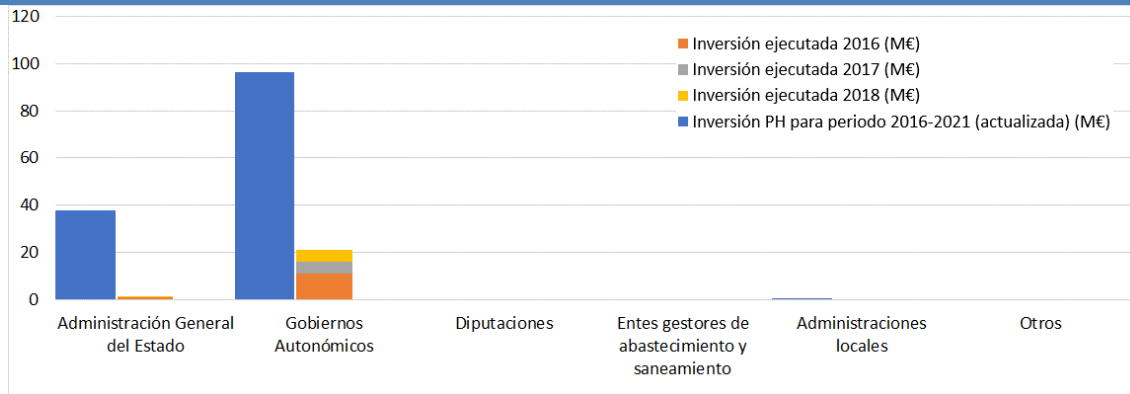 120
100
80
60
40
20
0
Inversión ejecutada 2016 (M€)
Inversión ejecutada 2017 (M€)
Inversión ejecutada 2018 (M€)
Inversión PH para periodo 2016-2021 (actualizada) (M€)
Administración General
del Estado
Gobiernos
Autonómicos
Diputaciones
Entes gestores de
abastecimiento y
saneamiento
Administraciones
locales
Otros